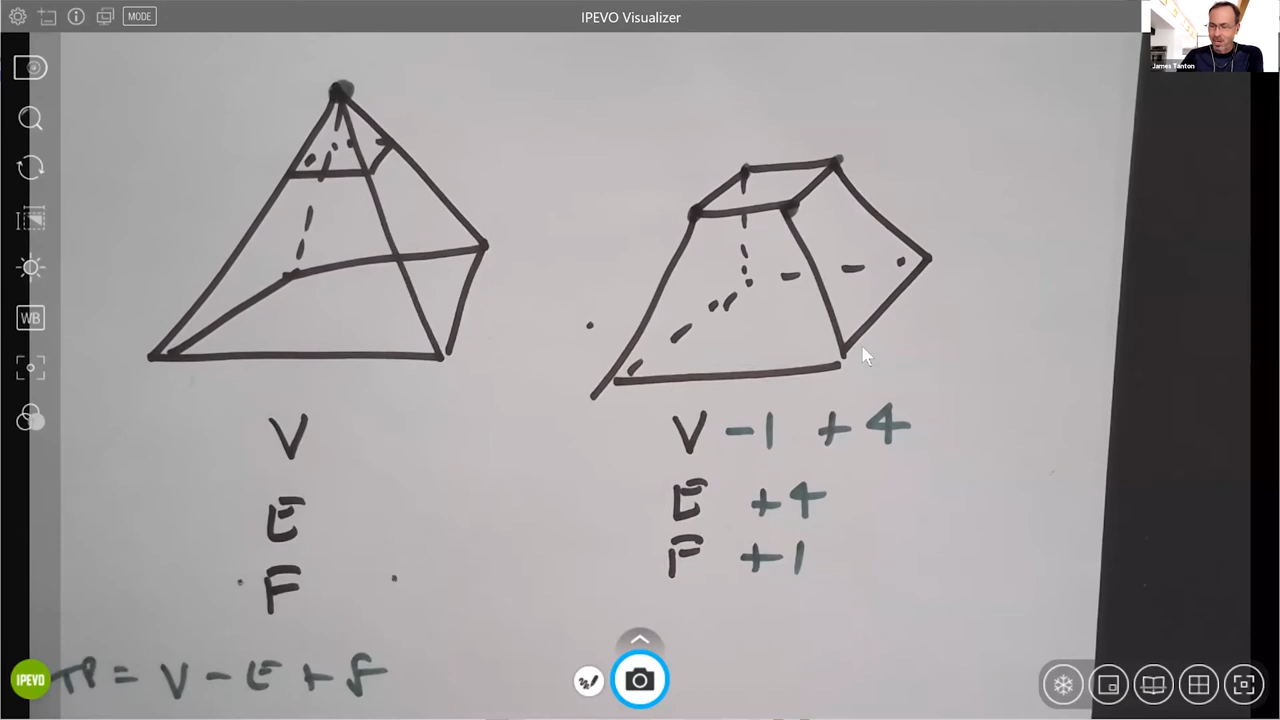 MODE
IPEVO Visualizer
James Tanton
WB
V
E
F
V -1 +4
E +4
F +1
IPEVO
= V - E + F